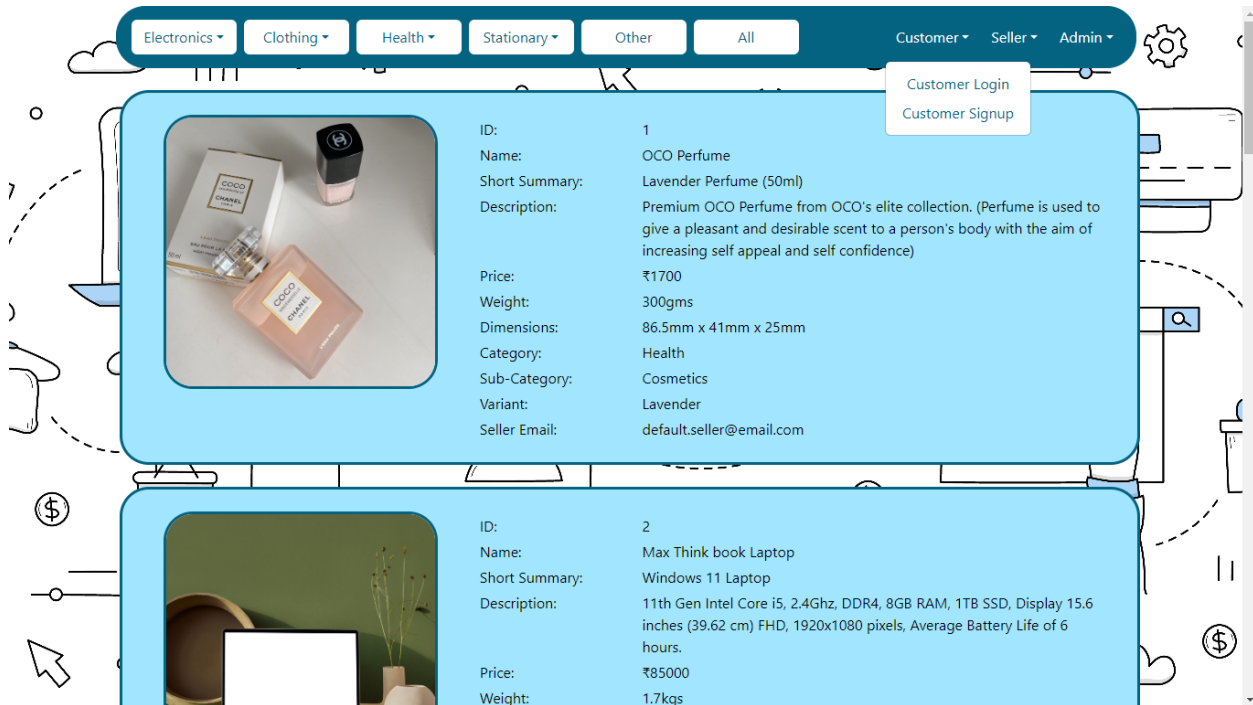 Electronics Clothing Health Stationary Other All Customer Seller Admin
Customer Login
Customer Signup
COCO
CHANEL
50ml
COCO
CHANEL
ID: 1
Name: OCO Perfume
Short Summary: Lavender Perfume (50ml)
Description: Premium OCO Perfume from OCO's elite collection. (Perfume is used to
give a pleasant and desirable scent to a person's body with the aim of
increasing self appeal and self confidence)
Price: ₹1700
Weight: 300gms
Dimensions: 86.5mm x 41mm x 25mm
Category: Health
Sub-Category: Cosmetics
Variant: Lavender
Seller Email: default.seller@email.com
$
ID: 2
Name: Max Think book Laptop
Short Summary: Windows 11 Laptop
Description: 11th Gen Intel Core i5, 2.4Ghz, DDR4, 8GB RAM, 1TB SSD, Display 15.6
inches (39.62 cm) FHD, 1920x1080 pixels, Average Battery Life of 6
hours.
$
Price: ₹85000
Weight: 1.7kgs